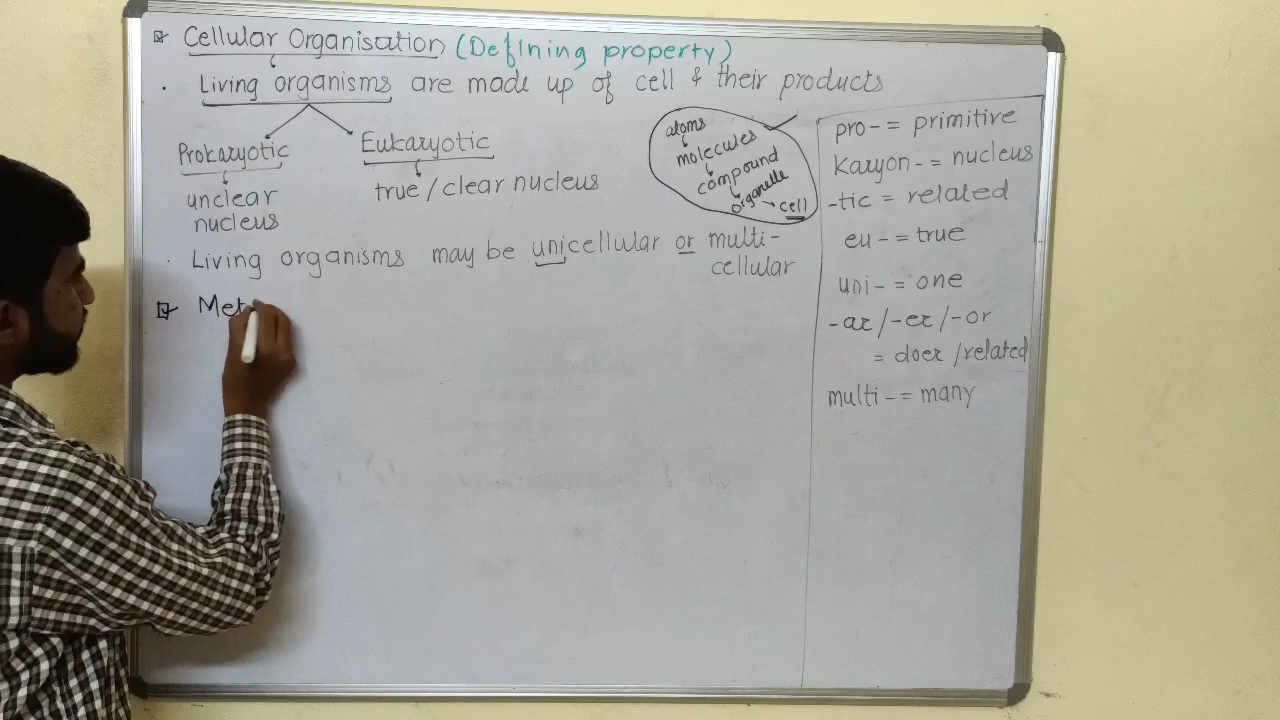 Cellular Organisation (Defining property)
. Living organisms are made up of cell & their products
Prokaryotic
unclear
nucleus
Eukaryotic
true / clear nucleus
atoms
molecules
compound
organelle
cell
. Living organisms may be unicellular or multi-
cellular
Met
pro- = primitive
Karyon- = nucleus
-tic = related
eu- = true
uni- = one
-ar /-er /-or
= doer /related
multi- = many